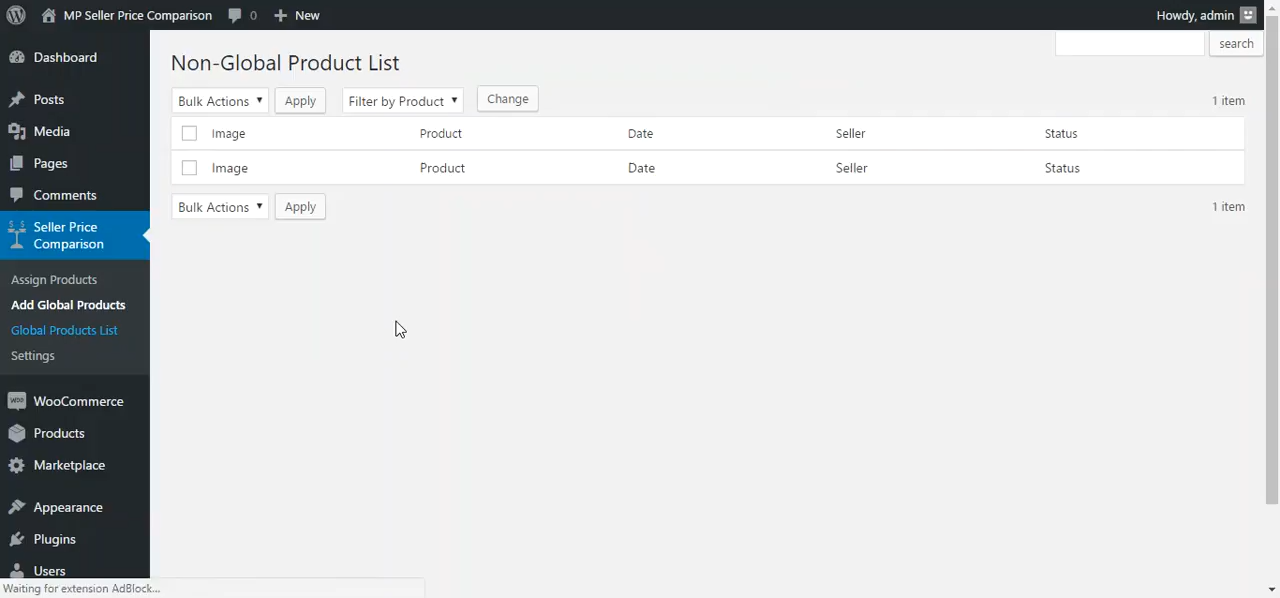 MP Seller Price Comparison 0 New Howdy, admin
Dashboard
Posts
Media
Pages
Comments
Seller Price
Comparison
Assign Products
Add Global Products
Global Products List
Settings
WooCommerce
Products
Marketplace
Appearance
Plugins
Users
search
Non-Global Product List
Bulk Actions Apply Filter by Product Change 1 item
Image Product Date Seller Status
Image Product Date Seller Status
Bulk Actions Apply 1 item
Waiting for extension AdBlock...